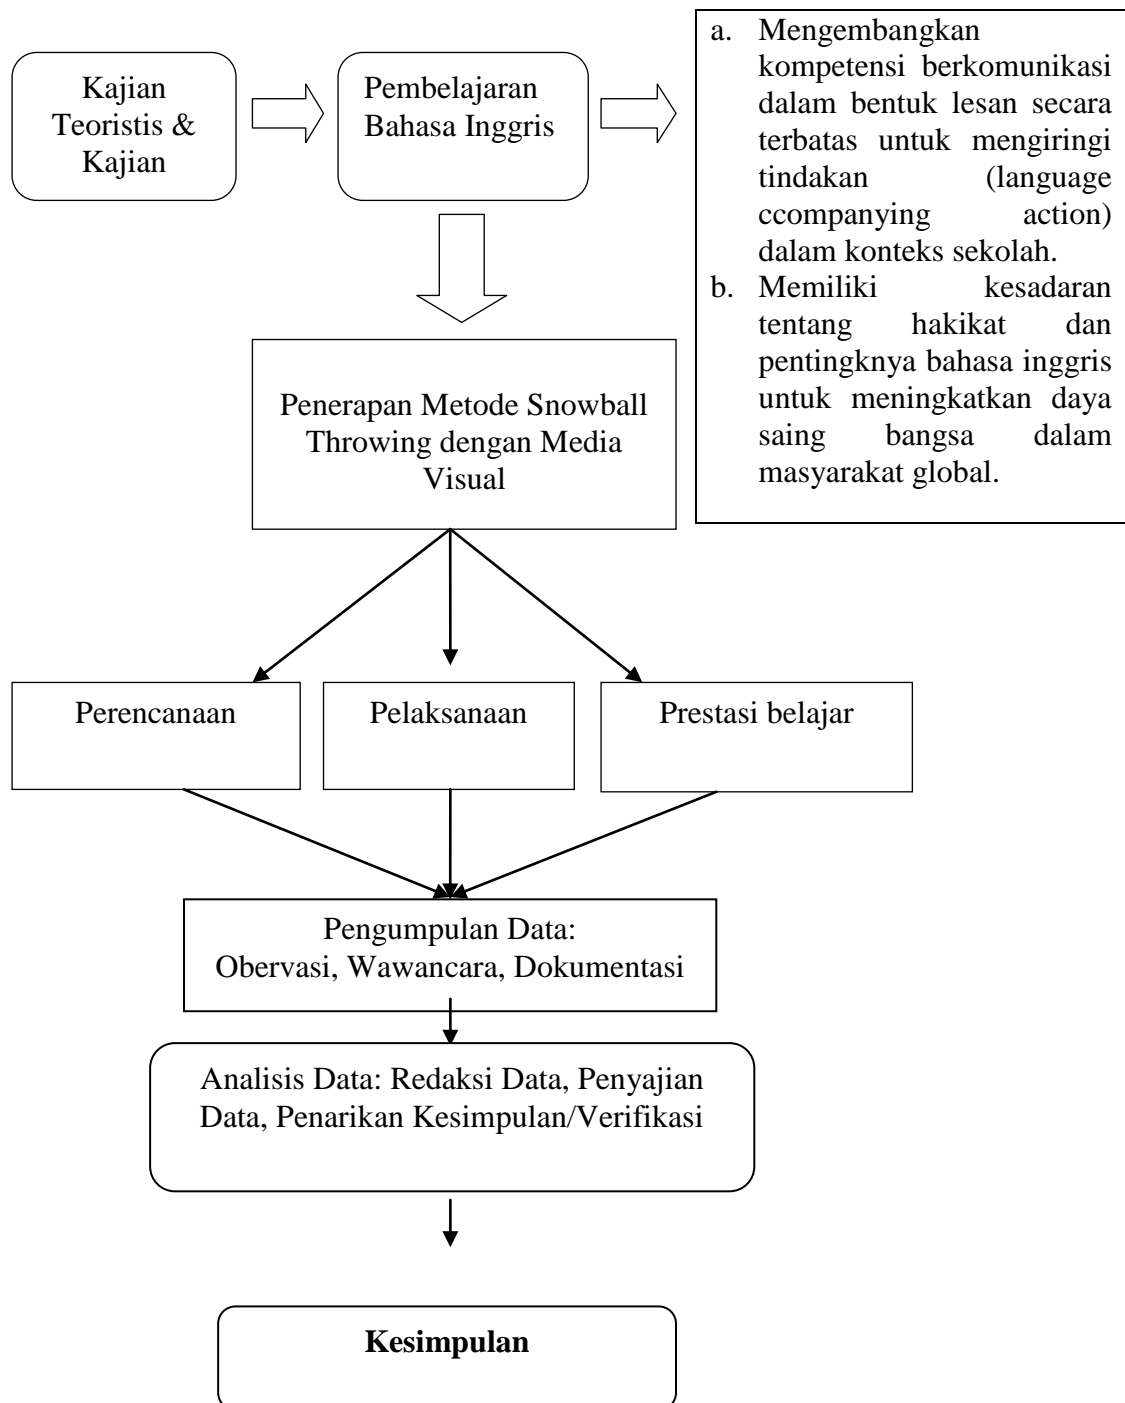 Kajian
Teoristis &
Kajian
Pembelajaran
Bahasa Inggris
a. Mengembangkan
kompetensi berkomunikasi
dalam bentuk lesan secara
terbatas untuk mengiringi
tindakan (language
ccompanying action)
dalam konteks sekolah.
b. Memiliki kesadaran
tentang hakikat dan
pentingknya bahasa inggris
untuk meningkatkan daya
saing bangsa dalam
masyarakat global.
Penerapan Metode Snowball
Throwing dengan Media
Visual
Perencanaan
Pelaksanaan
Prestasi belajar
Pengumpulan Data:
Obervasi, Wawancara, Dokumentasi
Analisis Data: Redaksi Data, Penyajian
Data, Penarikan Kesimpulan/Verifikasi
Kesimpulan